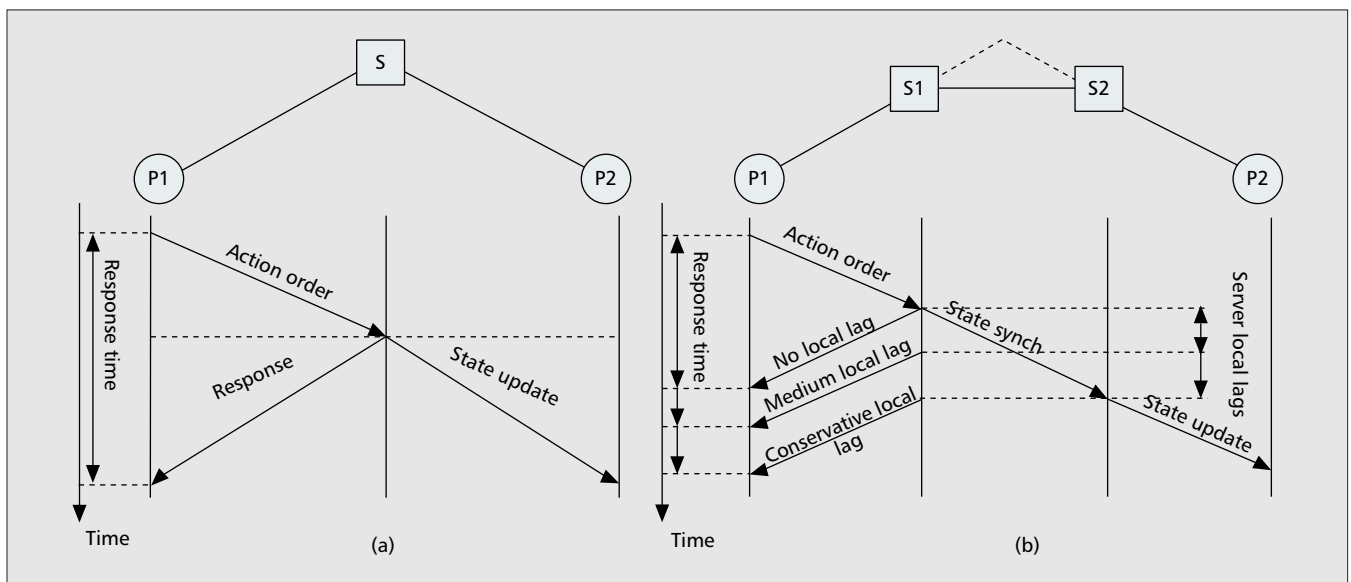 S
P1
P2
Response time
Action order
Response
State update
Time
(a)
S1
S2
P1
P2
Response time
Action order
State synch
No local lag
Medium local lag
Conservative local
lag
Server local lags
State update
Time
(b)